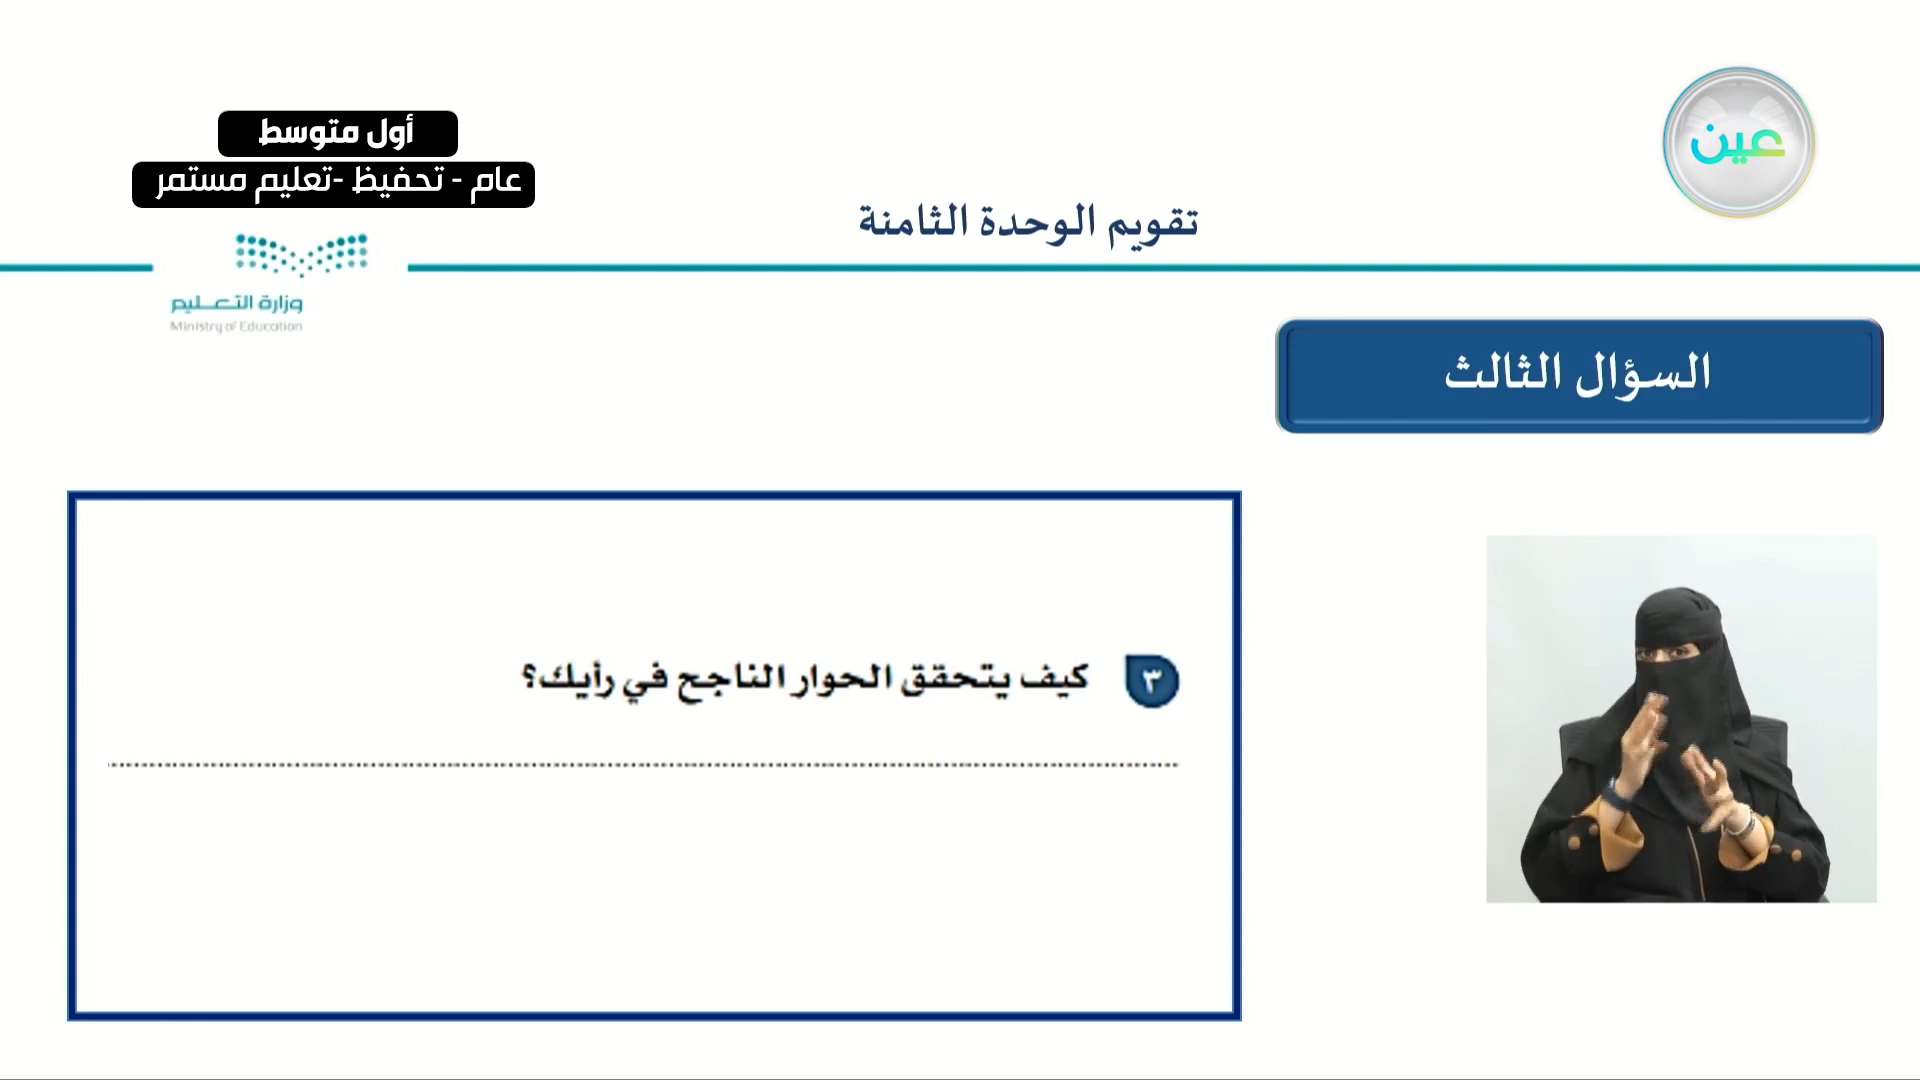 عين
أول متوسط
عام - تحفيظ -تعليم مستمر
تقويم الوحدة الثامنة
وزارة التعليم
Ministry of Education
السؤال الثالث
٣ كيف يتحقق الحوار الناجح في رأيك؟